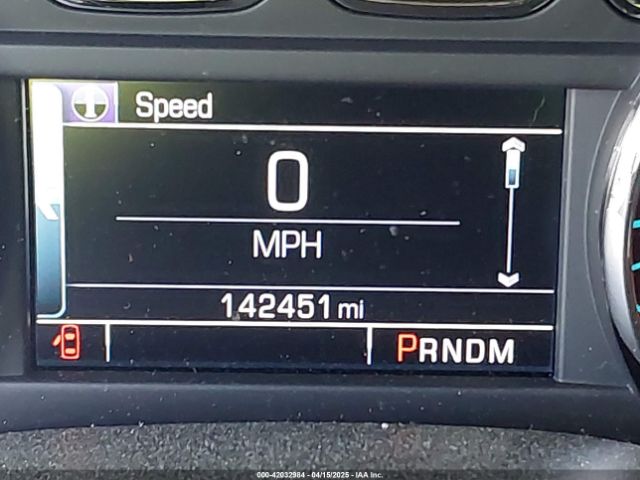 Speed
0
MPH
142451 mi
PRNDM
000-42032984 - 04/15/2025 - IAA Inc.